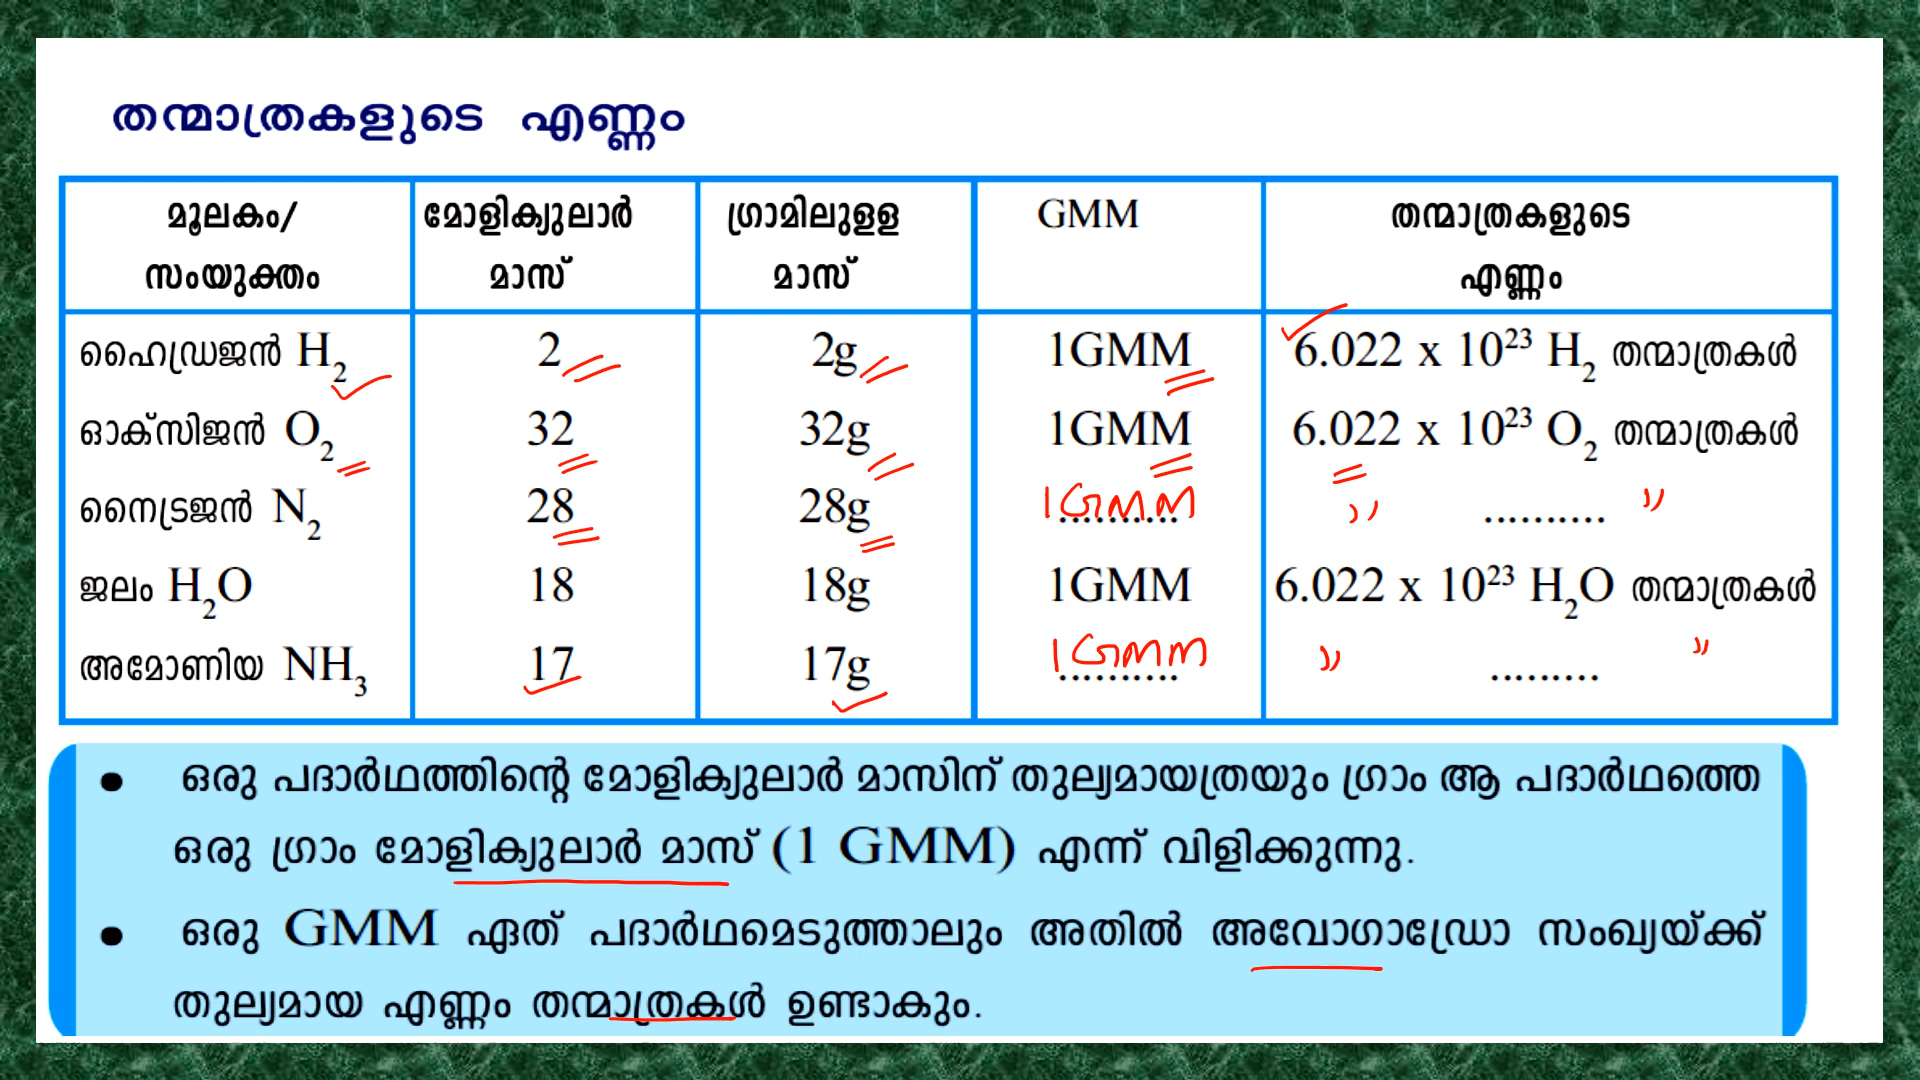 തന്മാത്രകളുടെ എണ്ണം
മൂലകം/ സംയുക്തം മോളിക്യുലാർ മാസ് ഗ്രാമിലുളള മാസ് GMM തന്മാത്രകളുടെ എണ്ണം
ഹൈഡ്രജൻ H₂ 2 2g 1GMM 6.022 x 10²³ H₂ തന്മാത്രകൾ
ഓക്സിജൻ O₂ 32 32g 1GMM 6.022 x 10²³ O₂ തന്മാത്രകൾ
നൈട്രജൻ N₂ 28 28g 1GMM " .......... "
ജലം H₂O 18 18g 1GMM 6.022 x 10²³ H₂O തന്മാത്രകൾ
അമോണിയ NH₃ 17 17g 1GMM " ......... "
• ഒരു പദാർഥത്തിന്റെ മോളിക്യുലാർ മാസിന് തുല്യമായത്രയും ഗ്രാം ആ പദാർഥത്തെ
ഒരു ഗ്രാം മോളിക്യുലാർ മാസ് (1 GMM) എന്ന് വിളിക്കുന്നു.
• ഒരു GMM ഏത് പദാർഥമെടുത്താലും അതിൽ അവോഗാഡ്രോ സംഖ്യയ്ക്ക്
തുല്യമായ എണ്ണം തന്മാത്രകൾ ഉണ്ടാകും.